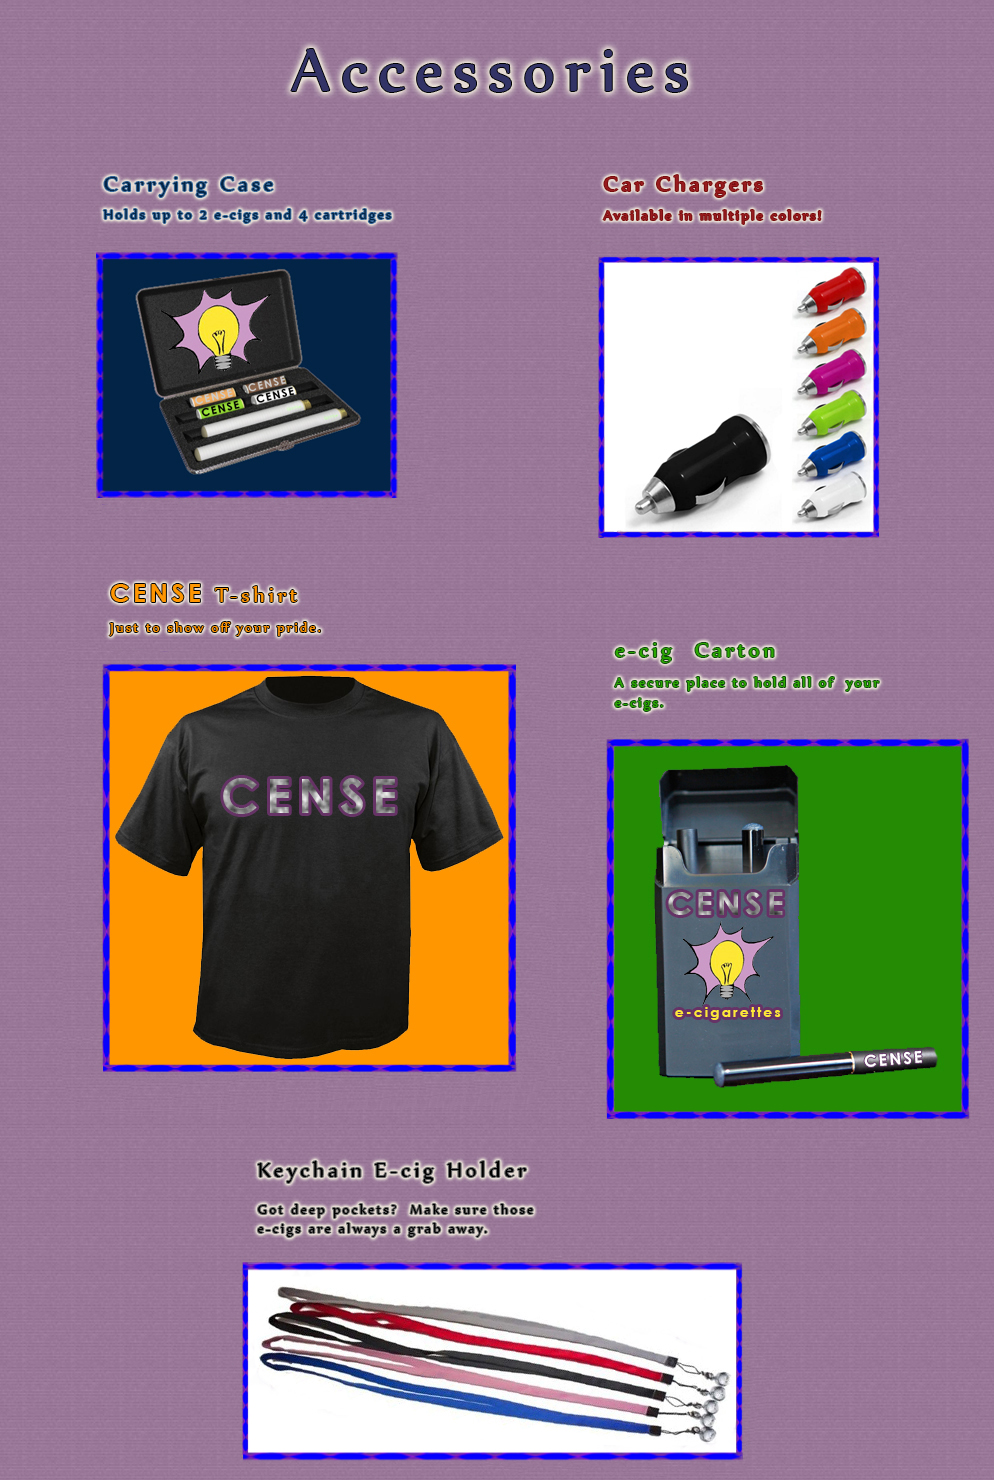 Accessories
Carrying Case
Holds up to 2 e-cigs and 4 cartridges
Car Chargers
Available in multiple colors!
CENSE CENSE
CENSE CENSE
CENSE T-shirt
Just to show off your pride.
CENSE
e-cig Carton
A secure place to hold all of your
e-cigs.
CENSE
e-cigarettes
CENSE
Keychain E-cig Holder
Got deep pockets? Make sure those
e-cigs are always a grab away.